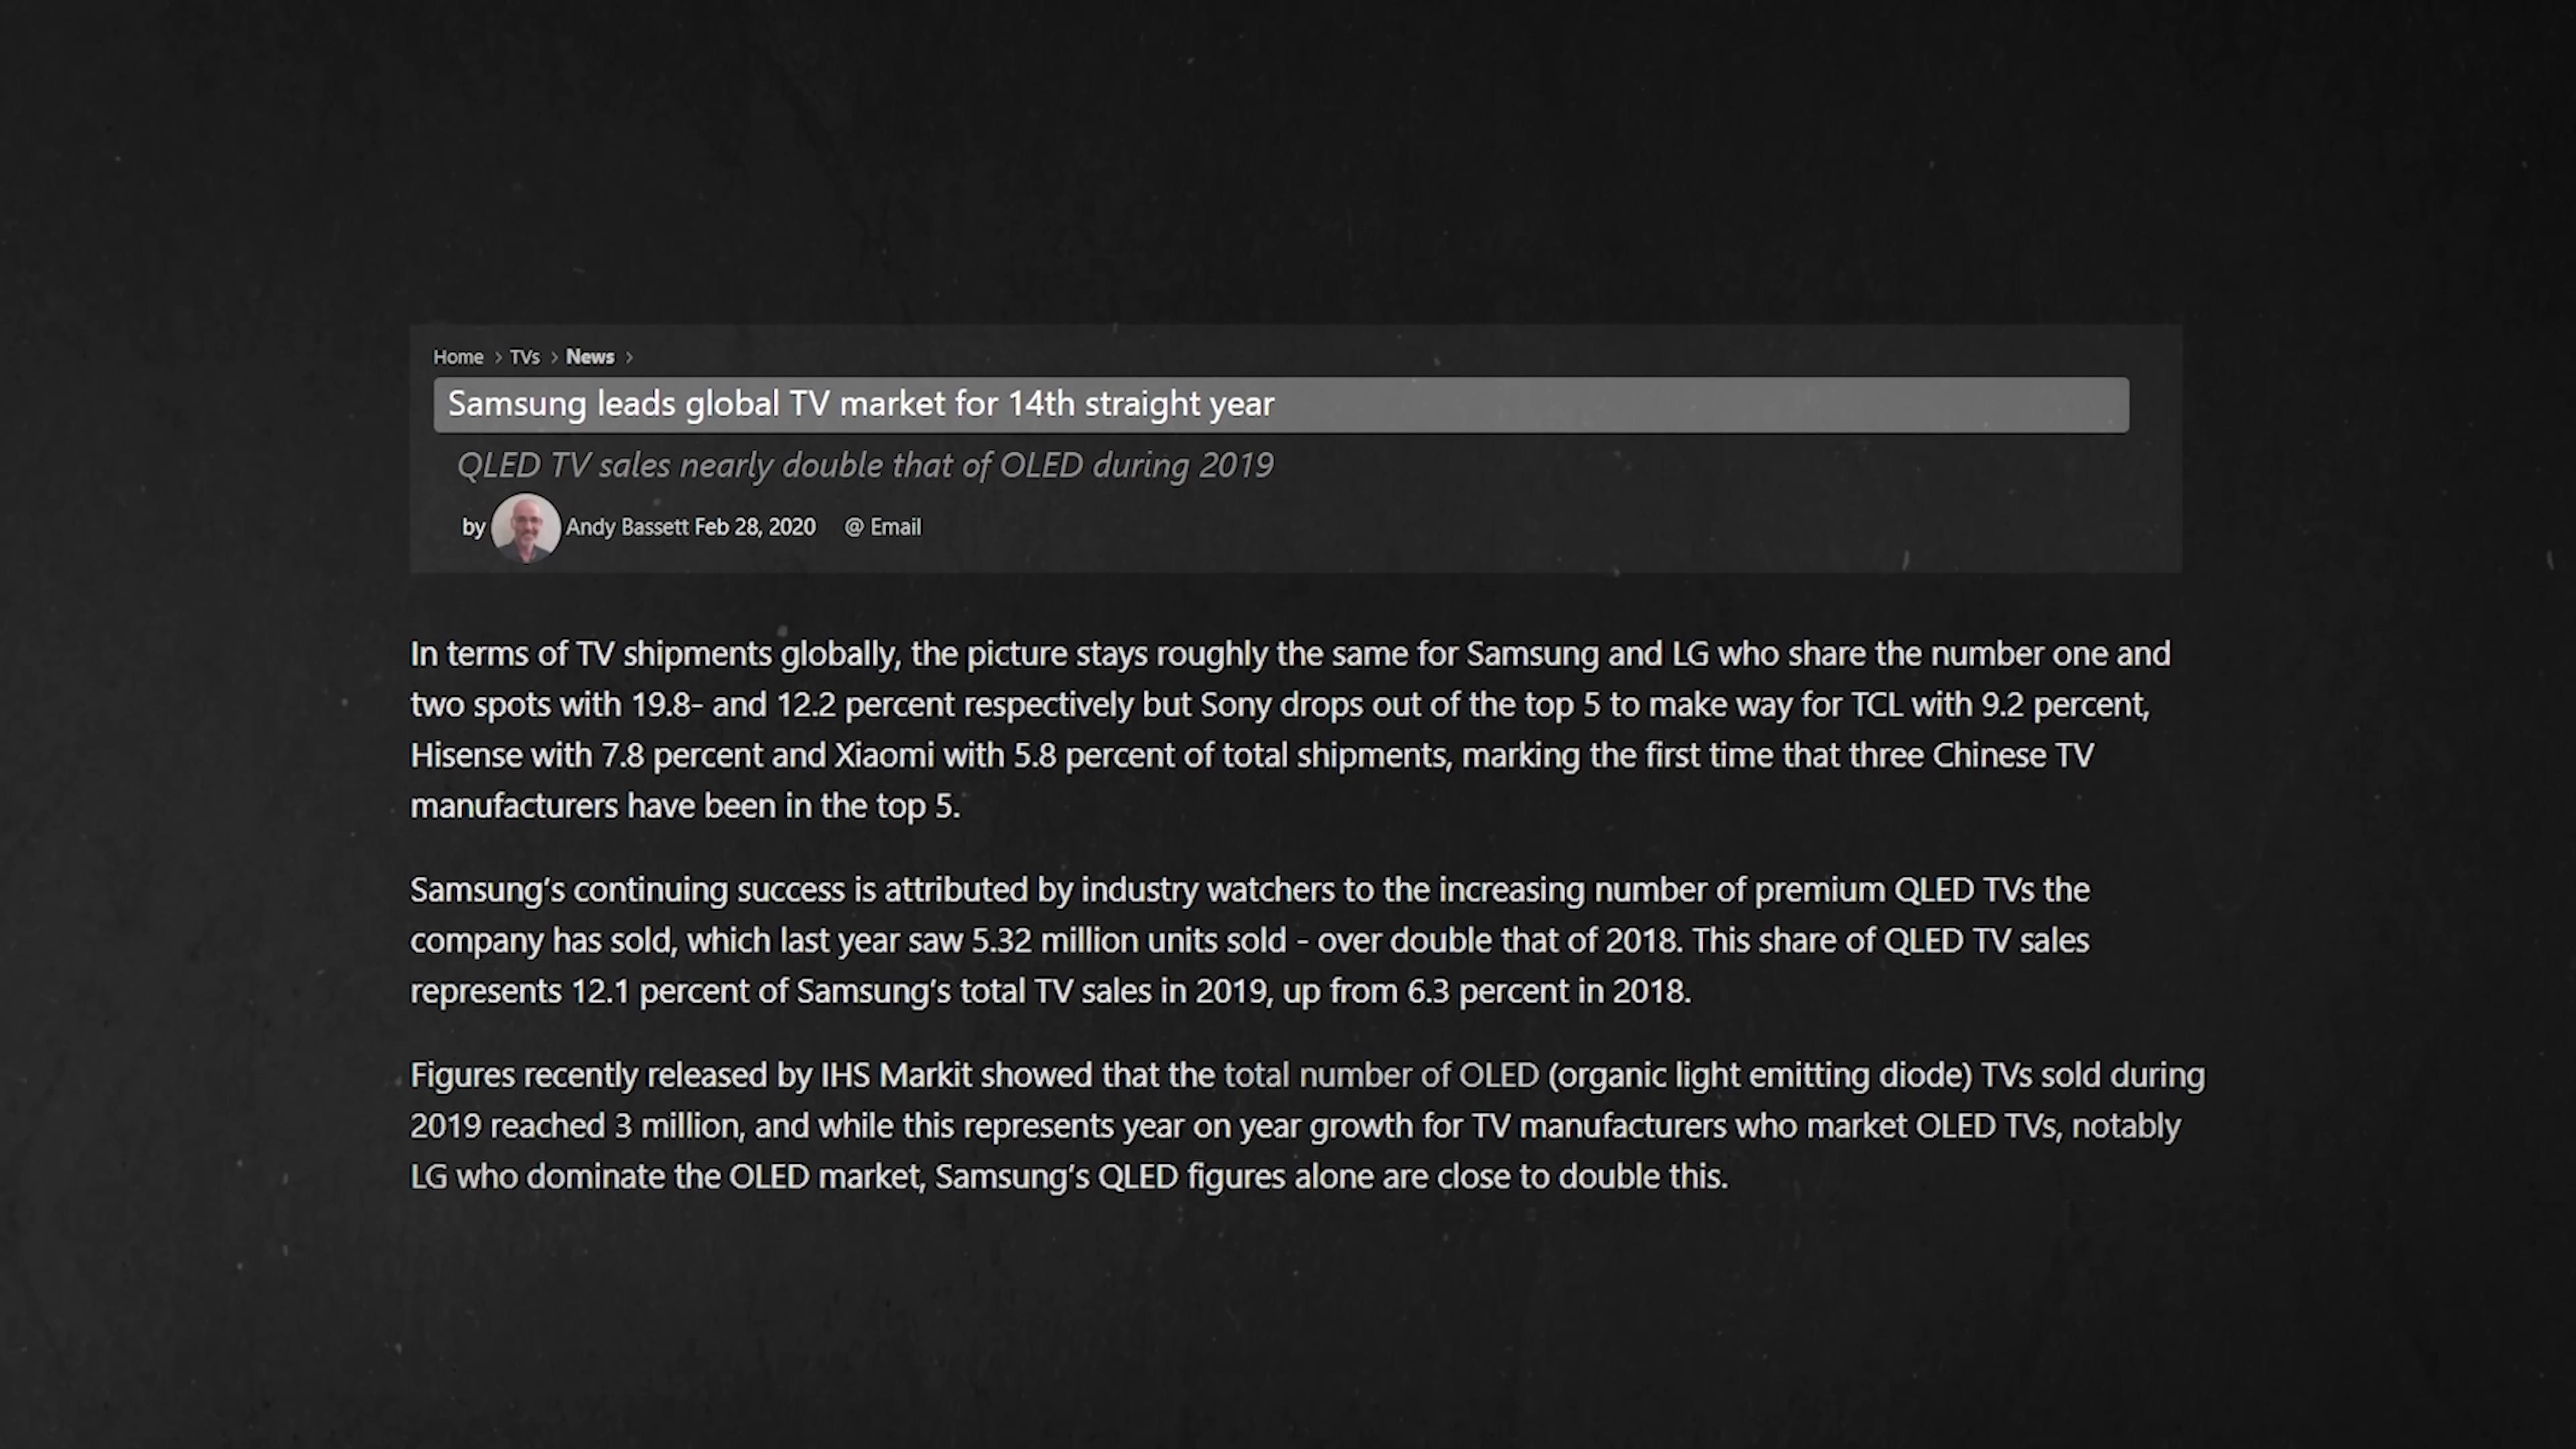 Home > TVs > News >
Samsung leads global TV market for 14th straight year
QLED TV sales nearly double that of OLED during 2019
by Andy Bassett Feb 28, 2020 @ Email
In terms of TV shipments globally, the picture stays roughly the same for Samsung and LG who share the number one and
two spots with 19.8- and 12.2 percent respectively but Sony drops out of the top 5 to make way for TCL with 9.2 percent,
Hisense with 7.8 percent and Xiaomi with 5.8 percent of total shipments, marking the first time that three Chinese TV
manufacturers have been in the top 5.
Samsung's continuing success is attributed by industry watchers to the increasing number of premium QLED TVs the
company has sold, which last year saw 5.32 million units sold - over double that of 2018. This share of QLED TV sales
represents 12.1 percent of Samsung's total TV sales in 2019, up from 6.3 percent in 2018.
Figures recently released by IHS Markit showed that the total number of OLED (organic light emitting diode) TVs sold during
2019 reached 3 million, and while this represents year on year growth for TV manufacturers who market OLED TVs, notably
LG who dominate the OLED market, Samsung's QLED figures alone are close to double this.